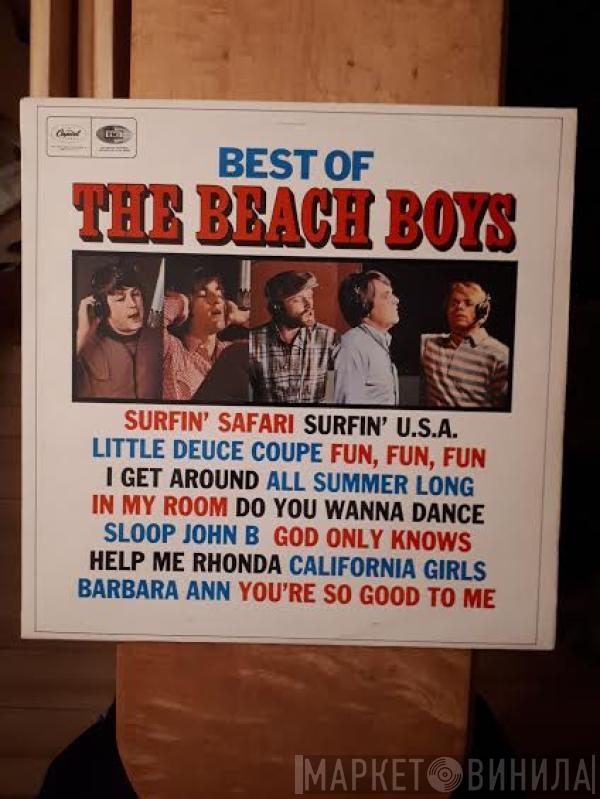 Capitol
EMI
BEST OF
THE BEACH BOYS
SURFIN' SAFARI SURFIN' U.S.A.
LITTLE DEUCE COUPE FUN, FUN, FUN
I GET AROUND ALL SUMMER LONG
IN MY ROOM DO YOU WANNA DANCE
SLOOP JOHN B GOD ONLY KNOWS
HELP ME RHONDA CALIFORNIA GIRLS
BARBARA ANN YOU'RE SO GOOD TO ME
МАРКЕТ ВИНИЛА